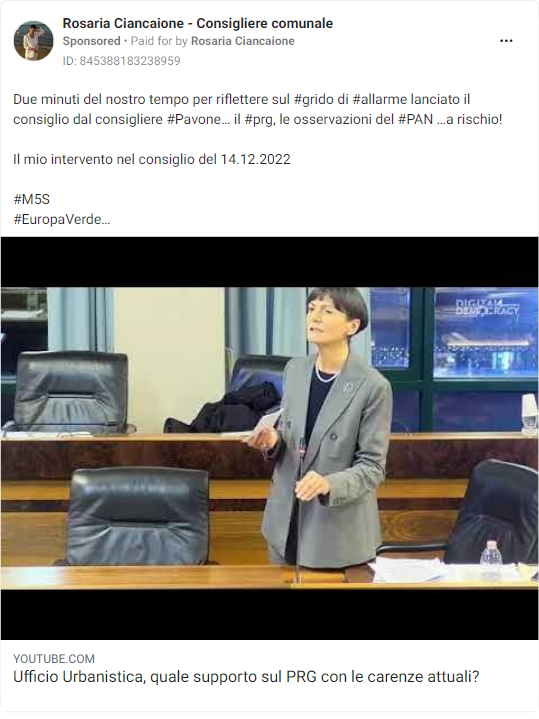 Rosaria Ciancaione - Consigliere comunale
Sponsored • Paid for by Rosaria Ciancaione
ID: 845388183238959
Due minuti del nostro tempo per riflettere sul #grido di #allarme lanciato il
consiglio dal consigliere #Pavone… il #prg, le osservazioni del #PAN …a rischio!
Il mio intervento nel consiglio del 14.12.2022
#M5S
#EuropaVerde…
DIGITAL
DEMOCRACY
YOUTUBE.COM
Ufficio Urbanistica, quale supporto sul PRG con le carenze attuali?